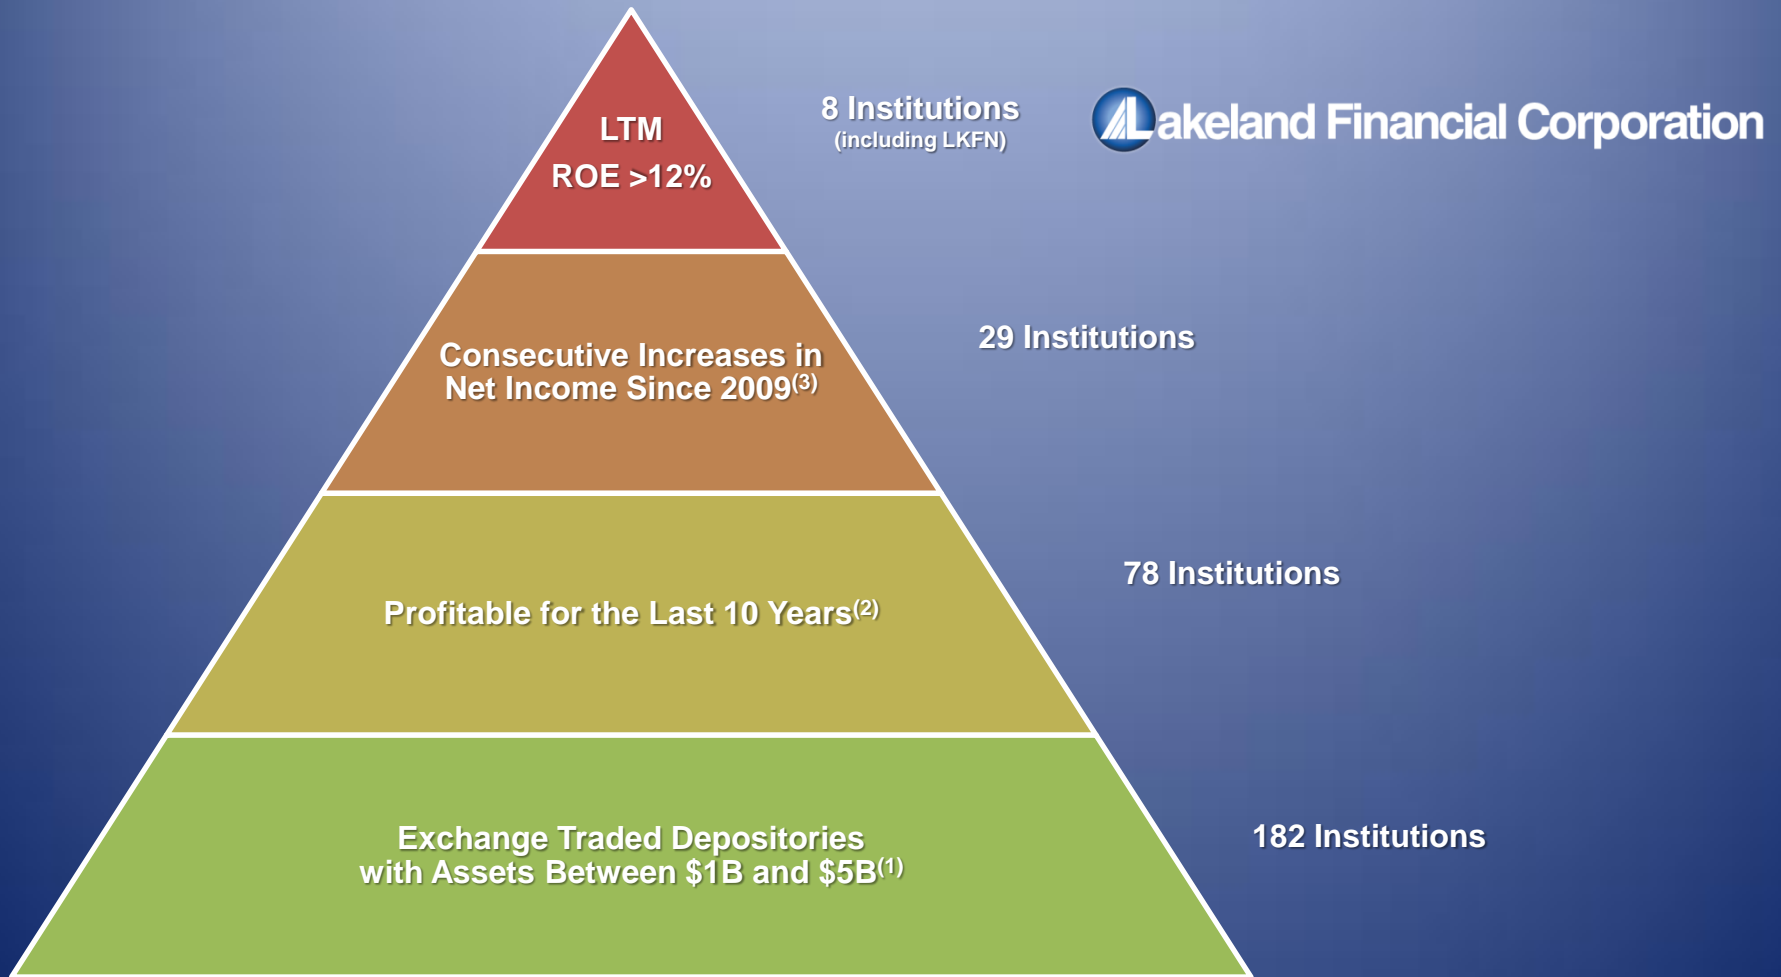 LTM
ROE >12%
8 Institutions
(including LKFN)
Lakeland Financial Corporation
Consecutive Increases in
Net Income Since 2009(3)
29 Institutions
Profitable for the Last 10 Years(2)
78 Institutions
Exchange Traded Depositories
with Assets Between $1B and $5B(1)
182 Institutions